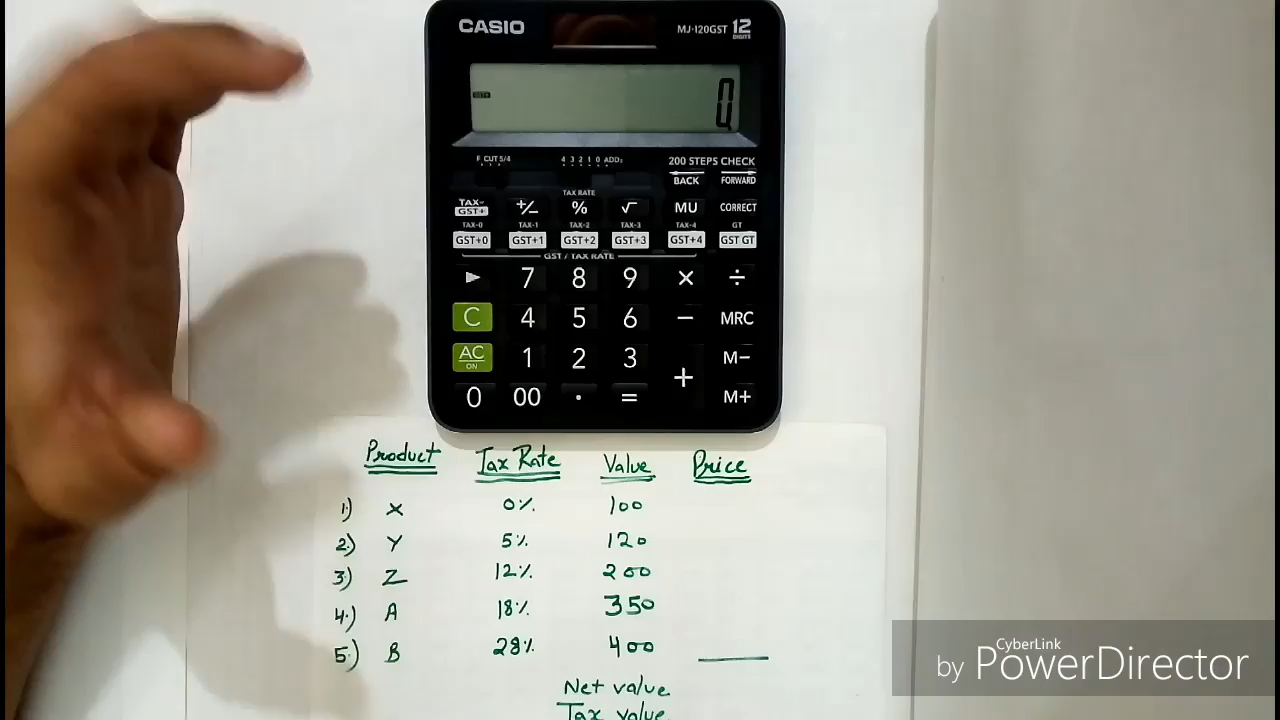 CASIO MJ-120GST 12
DIGITS
GST+ 0
F CUT 5/4 4 3 2 1 0 ADD2 200 STEPS CHECK
BACK FORWARD
TAX RATE
TAX- GST+ +/− % √ MU CORRECT
TAX-0 TAX-1 TAX-2 TAX-3 TAX-4 GT
GST+0 GST+1 GST+2 GST+3 GST+4 GST GT
GST / TAX RATE
▶ 7 8 9 × ÷
C 4 5 6 − MRC
AC ON 1 2 3 + M−
0 00 · = M+
Product Tax Rate Value Price
1) X 0% 100
2) Y 5% 120
3) Z 12% 200
4) A 18% 350
5) B 28% 400
Net value
Tax value
CyberLink
by PowerDirector